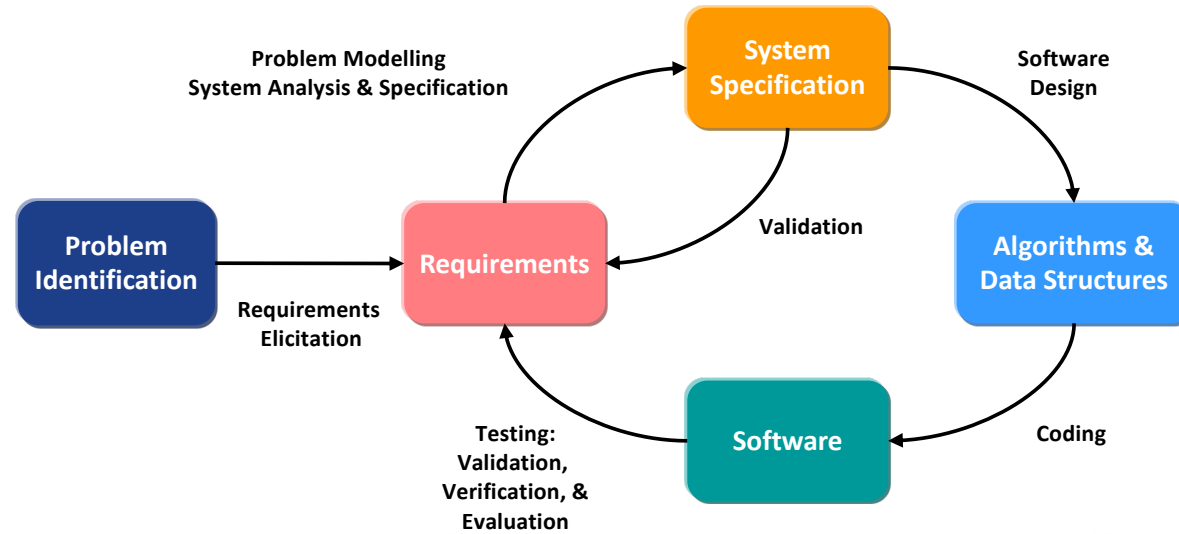 Problem Modelling
System Analysis & Specification
System
Specification
Software
Design
Problem
Identification
Requirements
Elicitation
Requirements
Validation
Algorithms &
Data Structures
Testing:
Validation,
Verification, &
Evaluation
Software
Coding